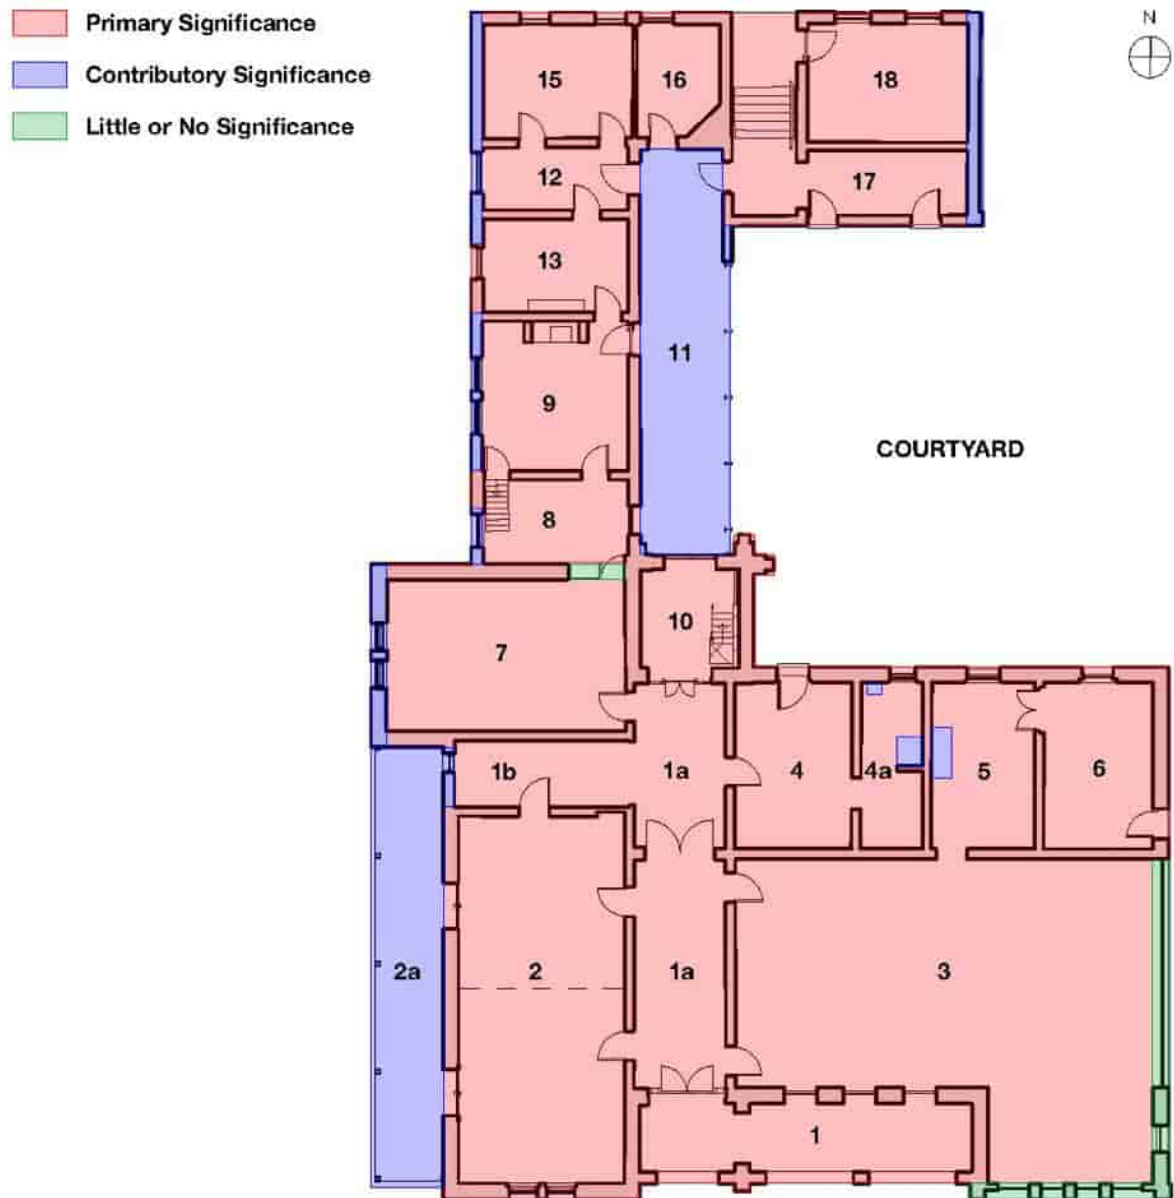 Primary Significance
Contributory Significance
Little or No Significance
N
15
16
18
12
17
13
11
9
COURTYARD
8
10
7
1b
1a
4
4a
5
6
2a
2
1a
3
1